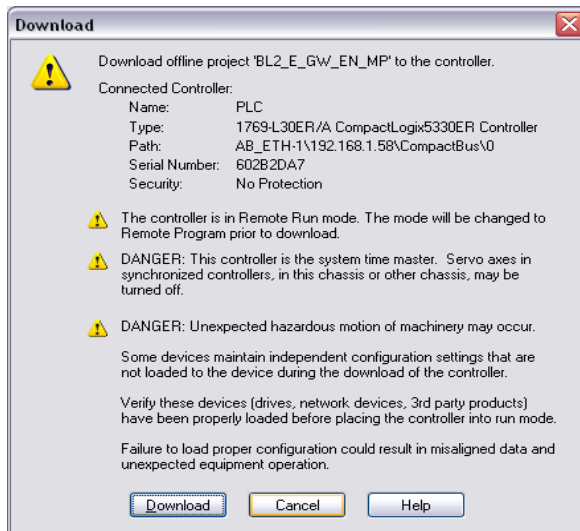 Download
Download offline project 'BL2_E_GW_EN_MP' to the controller.
Connected Controller:
Name: PLC
Type: 1769-L30ER/A CompactLogix5330ER Controller
Path: AB_ETH-1\192.168.1.58\CompactBus\0
Serial Number: 602B2DA7
Security: No Protection
The controller is in Remote Run mode. The mode will be changed to
Remote Program prior to download.
DANGER: This controller is the system time master. Servo axes in
synchronized controllers, in this chassis or other chassis, may be
turned off.
DANGER: Unexpected hazardous motion of machinery may occur.
Some devices maintain independent configuration settings that are
not loaded to the device during the download of the controller.
Verify these devices (drives, network devices, 3rd party products)
have been properly loaded before placing the controller into run mode.
Failure to load proper configuration could result in misaligned data and
unexpected equipment operation.
Download Cancel Help